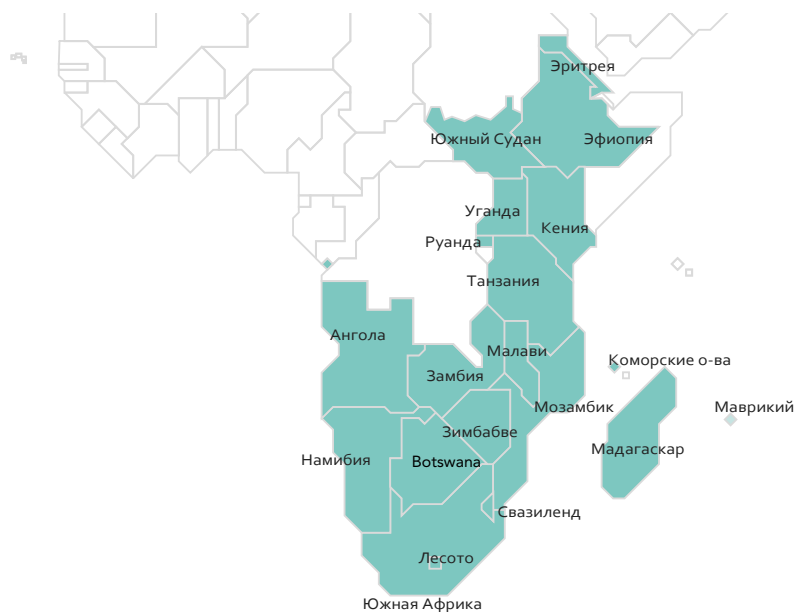 Эритрея
Южный Судан
Эфиопия
Уганда
Кения
Руанда
Танзания
Ангола
Малави
Коморские о-ва
Замбия
Мозамбик
Маврикий
Зимбабве
Мадагаскар
Намибия
Botswana
Свазиленд
Лесото
Южная Африка